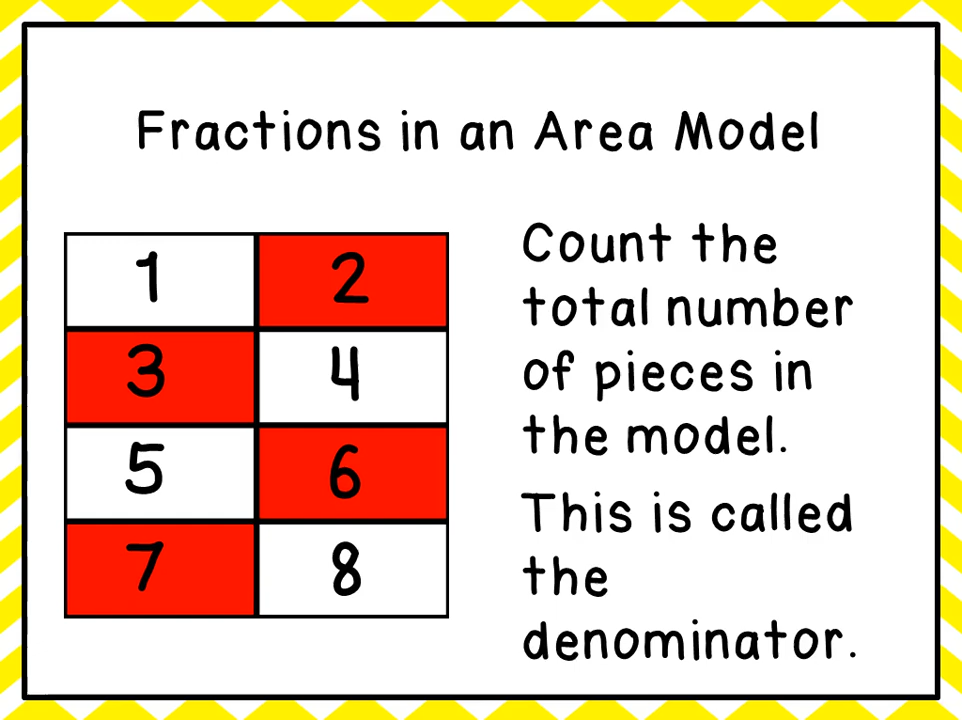 Fractions in an Area Model
1 2
3 4
5 6
7 8
Count the
total number
of pieces in
the model.
This is called
the
denominator.